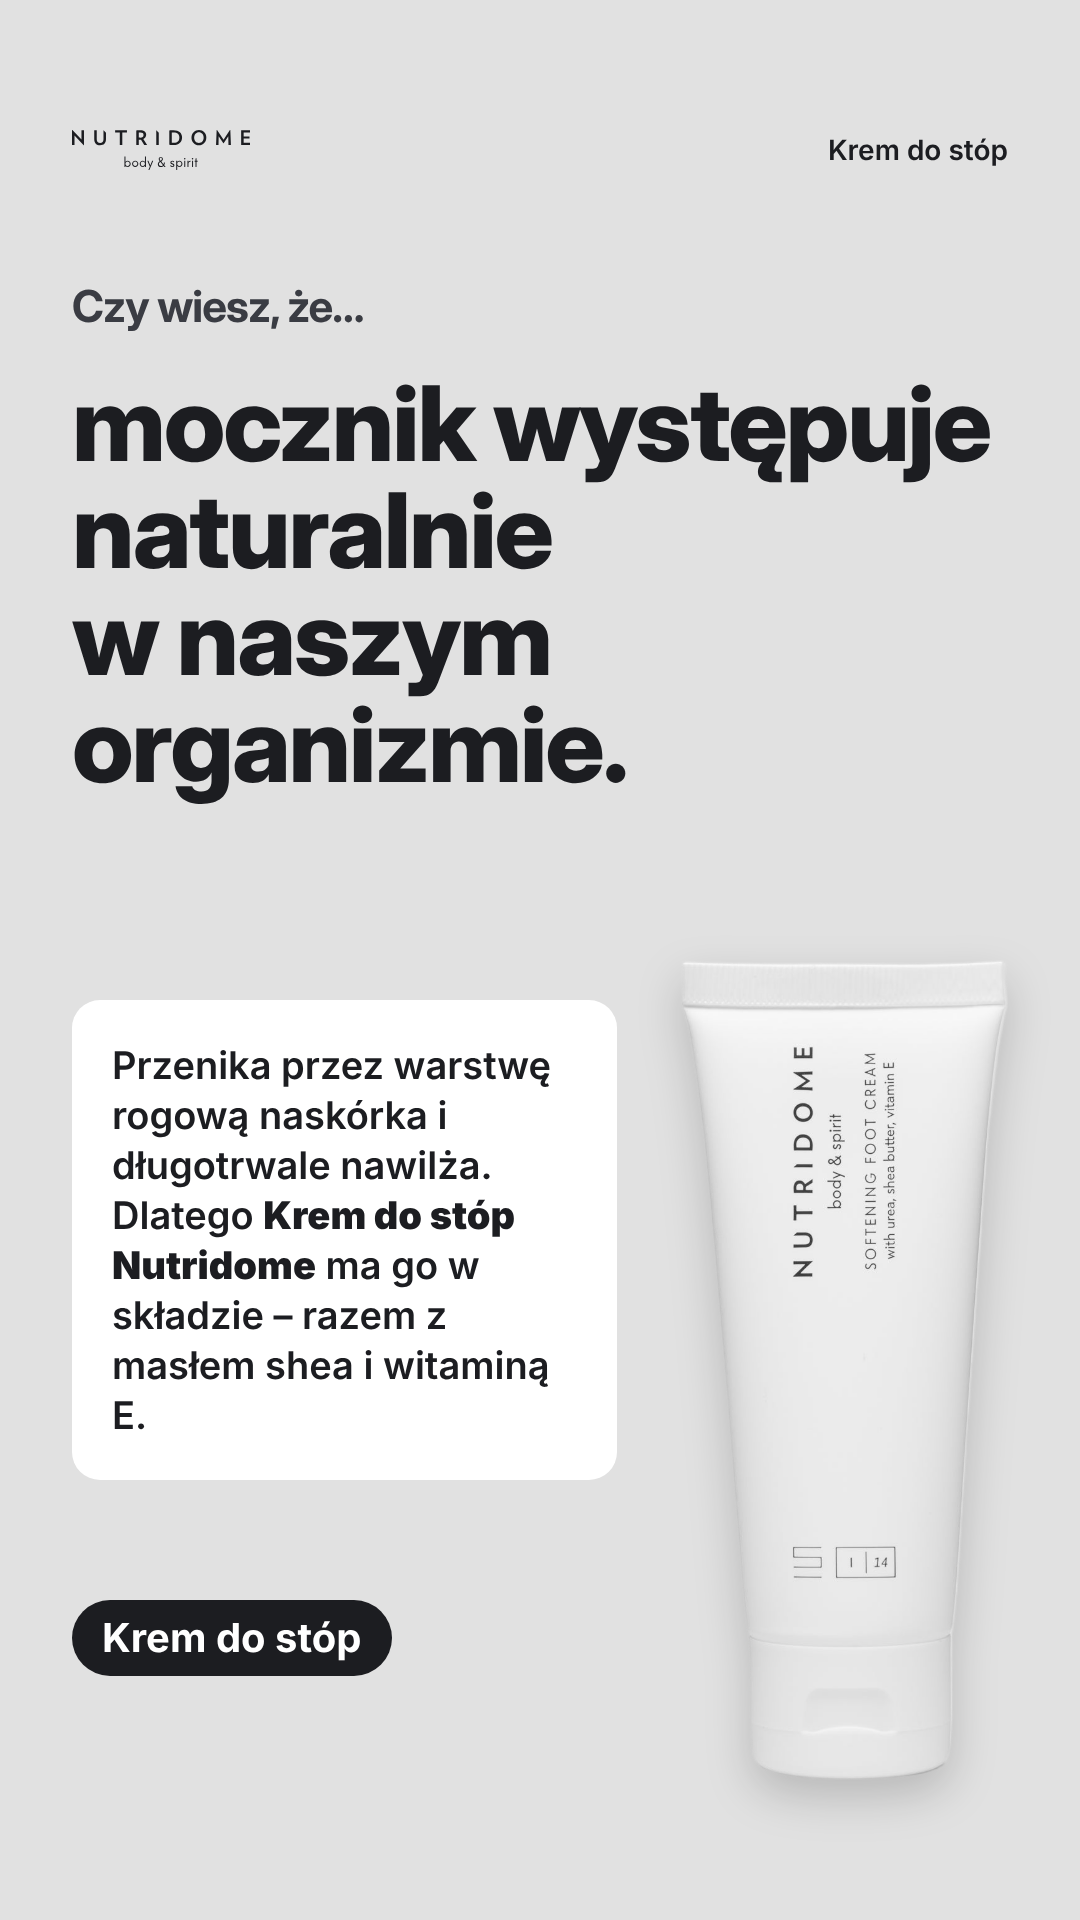 NUTRIDOME
body & spirit
Krem do stóp
Czy wiesz, że...
mocznik występuje
naturalnie
w naszym
organizmie.
Przenika przez warstwę
rogową naskórka i
długotrwale nawilża.
Dlatego Krem do stóp
Nutridome ma go w
składzie – razem z
masłem shea i witaminą
E.
NUTRIDOME
body & spirit
SOFTENING FOOT CREAM
with urea, shea butter, vitamin E
I 14
Krem do stóp